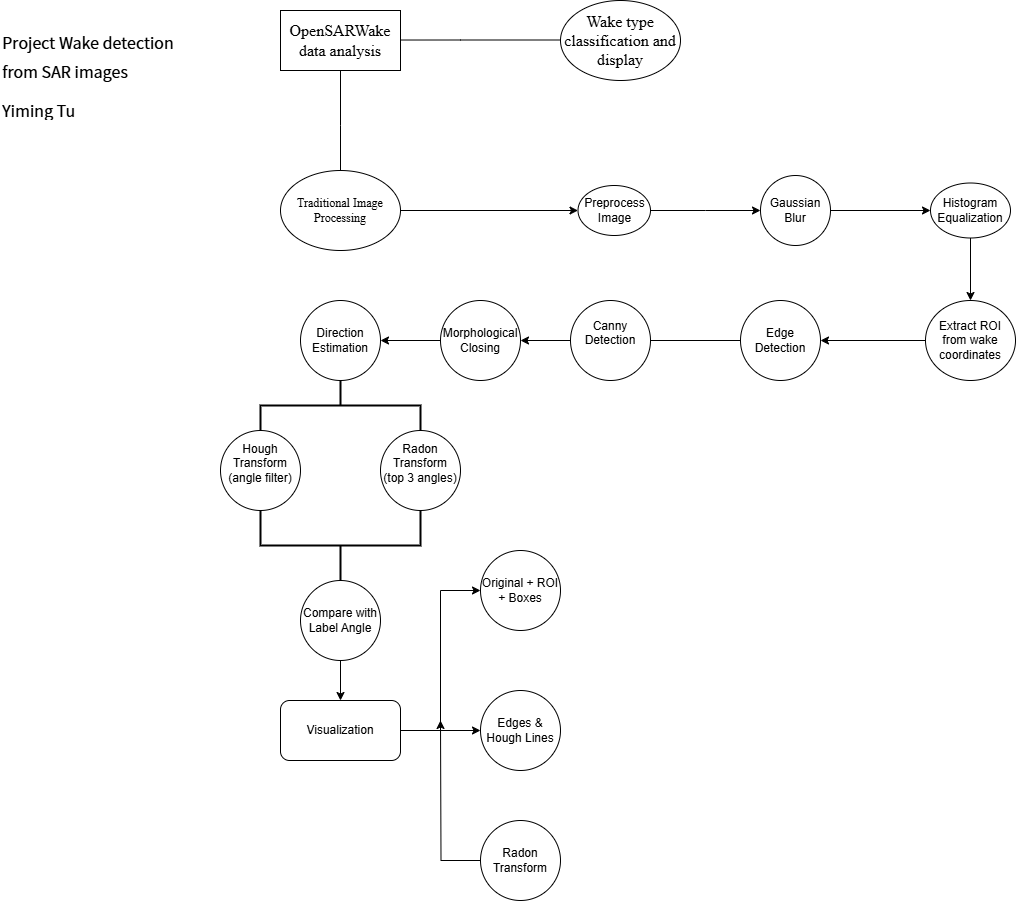 Project Wake detection
from SAR images
Yiming Tu
OpenSARWake
data analysis
Wake type
classification and
display
Traditional Image
Processing
Preprocess
Image
Gaussian
Blur
Histogram
Equalization
Direction
Estimation
Morphological
Closing
Canny
Detection
Edge
Detection
Extract ROI
from wake
coordinates
Hough
Transform
(angle filter)
Radon
Transform
(top 3 angles)
Compare with
Label Angle
Original + ROI
+ Boxes
Visualization
Edges &
Hough Lines
Radon
Transform